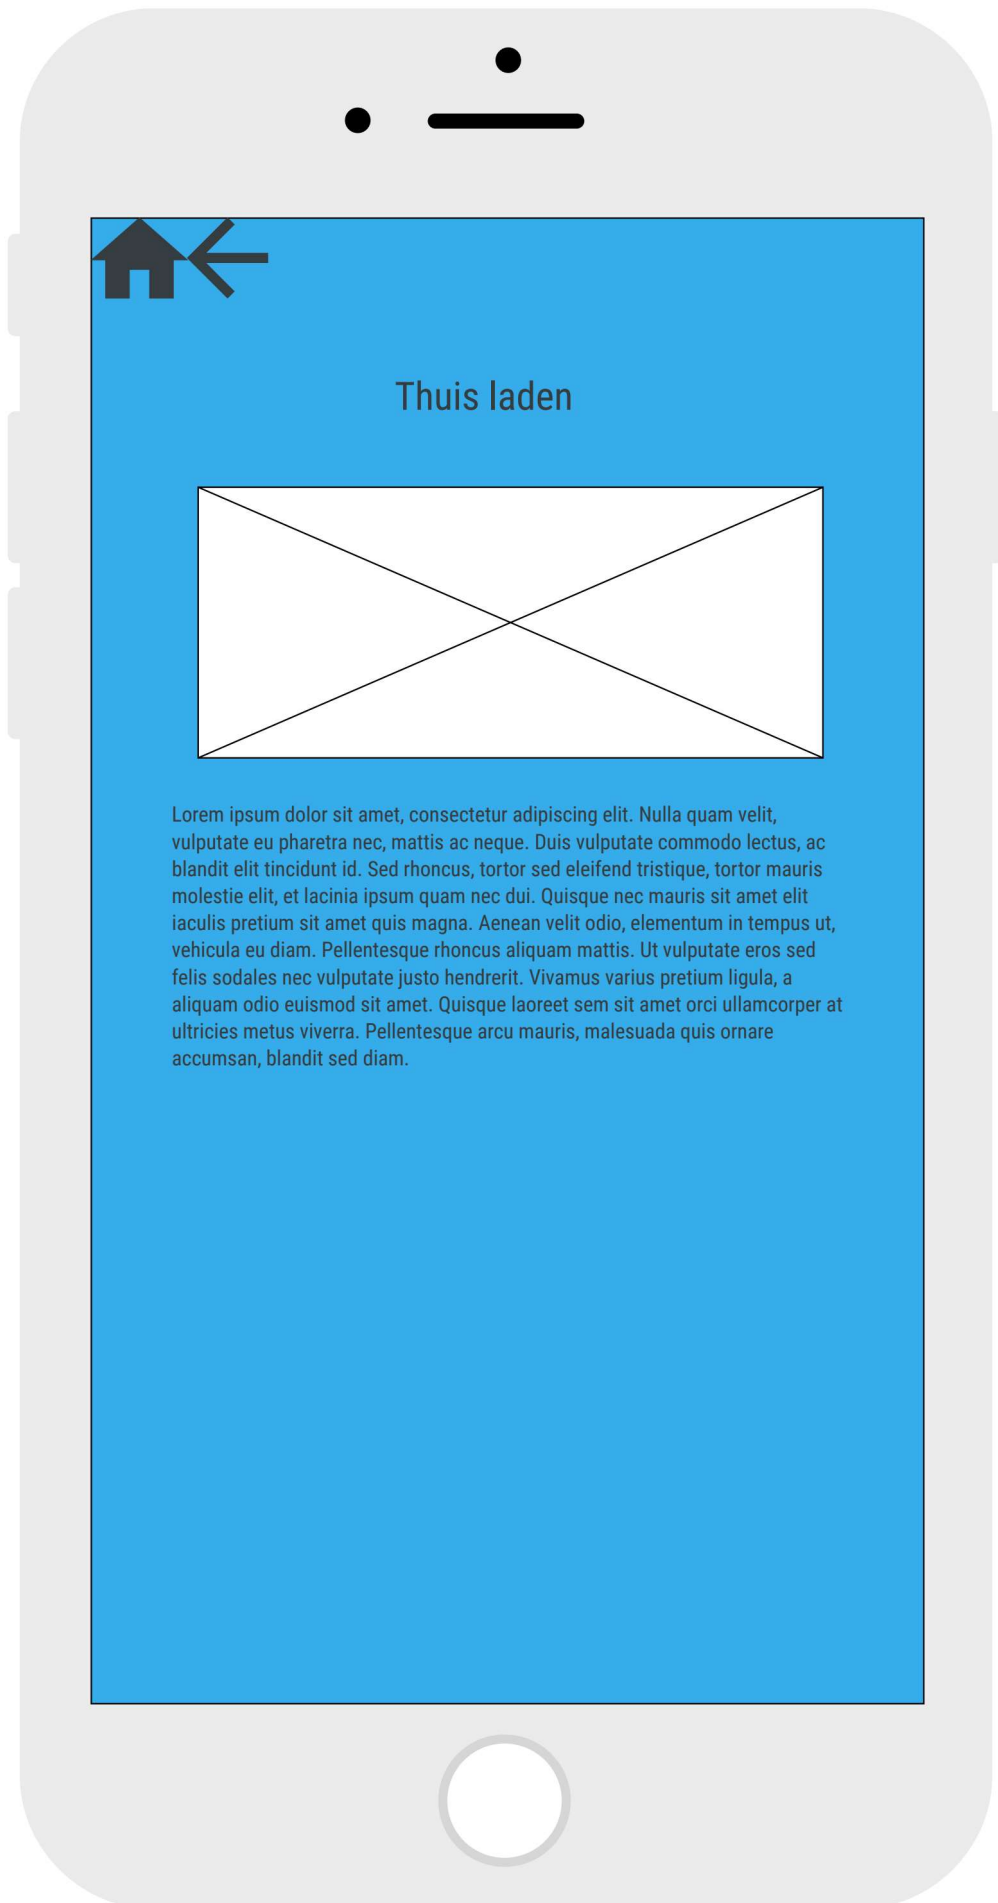 Thuis laden
Lorem ipsum dolor sit amet, consectetur adipiscing elit. Nulla quam velit,
vulputate eu pharetra nec, mattis ac neque. Duis vulputate commodo lectus, ac
blandit elit tincidunt id. Sed rhoncus, tortor sed eleifend tristique, tortor mauris
molestie elit, et lacinia ipsum quam nec dui. Quisque nec mauris sit amet elit
iaculis pretium sit amet quis magna. Aenean velit odio, elementum in tempus ut,
vehicula eu diam. Pellentesque rhoncus aliquam mattis. Ut vulputate eros sed
felis sodales nec vulputate justo hendrerit. Vivamus varius pretium ligula, a
aliquam odio euismod sit amet. Quisque laoreet sem sit amet orci ullamcorper at
ultricies metus viverra. Pellentesque arcu mauris, malesuada quis ornare
accumsan, blandit sed diam.